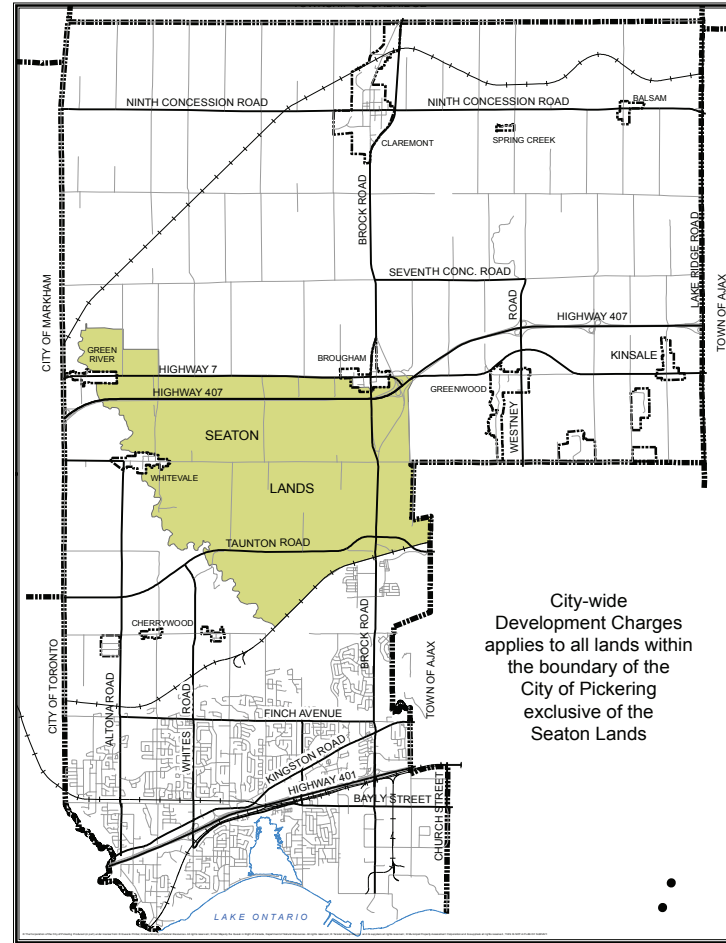 NINTH CONCESSION ROAD
NINTH CONCESSION ROAD
BALSAM
CLAREMONT
SPRING CREEK
BROCK ROAD
LAKE RIDGE ROAD
SEVENTH CONC. ROAD
CITY OF MARKHAM
ROAD
HIGHWAY 407
TOWN OF AJAX
GREEN
RIVER
BROUGHAM
KINSALE
HIGHWAY 7
GREENWOOD
HIGHWAY 407
WESTNEY
SEATON
WHITEVALE
LANDS
TAUNTON ROAD
City-wide
Development Charges
applies to all lands within
the boundary of the
City of Pickering
exclusive of the
Seaton Lands
CHERRYWOOD
BROCK ROAD
CITY OF TORONTO
ALTONA ROAD
WHITES ROAD
TOWN OF AJAX
FINCH AVENUE
KINGSTON ROAD
HIGHWAY 401
BAYLY STREET
CHURCH STREET
LAKE ONTARIO